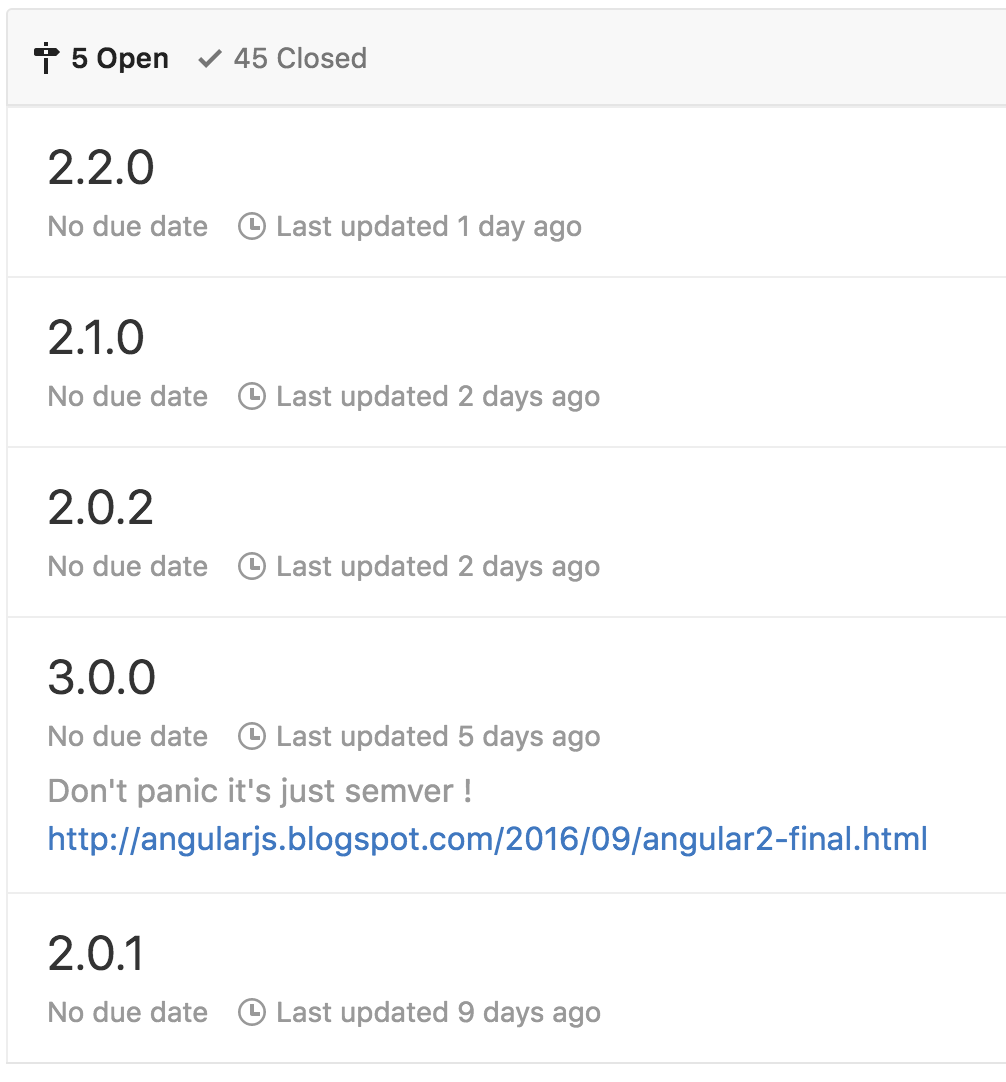 5 Open 45 Closed
2.2.0
No due date Last updated 1 day ago
2.1.0
No due date Last updated 2 days ago
2.0.2
No due date Last updated 2 days ago
3.0.0
No due date Last updated 5 days ago
Don't panic it's just semver !
http://angularjs.blogspot.com/2016/09/angular2-final.html
2.0.1
No due date Last updated 9 days ago